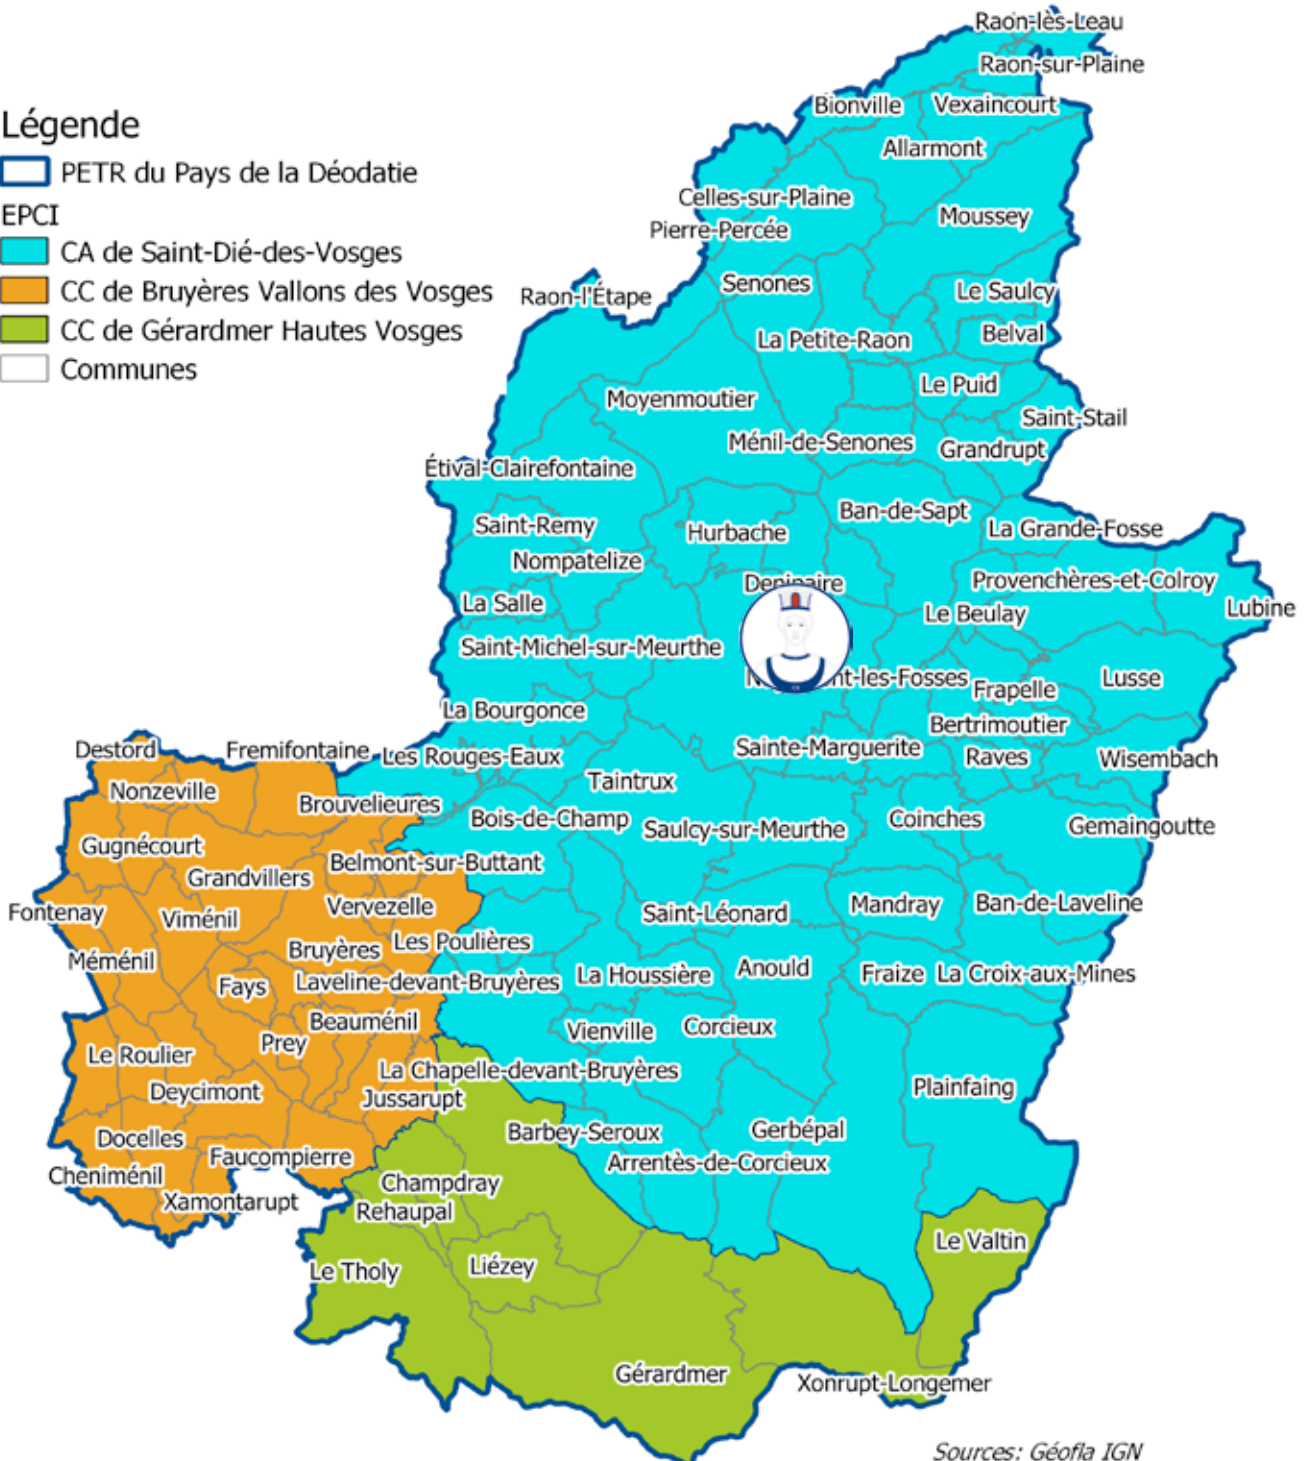 Raon-lès-Leau
Raon-sur-Plaine
Bionville
Vexaincourt
Légende
Allarmont
PETR du Pays de la Déodatie
Celles-sur-Plaine
EPCI
Moussey
Pierre-Percée
CA de Saint-Dié-des-Vosges
Senones
CC de Bruyères Vallons des Vosges
Raon-l'Étape
Le Saulcy
CC de Gérardmer Hautes Vosges
La Petite-Raon
Belval
Communes
Le Puid
Moyenmoutier
Saint-Stail
Ménil-de-Senones
Grandrupt
Étival-Clairefontaine
Ban-de-Sapt
Saint-Remy
Hurbache
La Grande-Fosse
Nompatelize
Denipaire
Provenchères-et-Colroy
La Salle
Le Beulay
Lubine
Saint-Michel-sur-Meurthe
nt-les-Fosses
Lusse
Frapelle
La Bourgonce
Bertrimoutier
Destord
Fremifontaine
Les Rouges-Eaux
Sainte-Marguerite
Raves
Wisembach
Taintrux
Nonzeville
Brouvelieures
Bois-de-Champ
Saulcy-sur-Meurthe
Coinches
Gemaingoutte
Gugnécourt
Belmont-sur-Buttant
Grandvillers
Fontenay
Viménil
Vervezelle
Saint-Léonard
Mandray
Ban-de-Laveline
Bruyères
Les Poulières
Méménil
La Houssière
Anould
Fraize
La Croix-aux-Mines
Fays
Laveline-devant-Bruyères
Beauménil
Vienville
Corcieux
Prey
Le Roulier
La Chapelle-devant-Bruyères
Plainfaing
Deycimont
Jussarupt
Docelles
Barbey-Seroux
Gerbépal
Faucompierre
Arrentès-de-Corcieux
Cheniménil
Champdray
Xamontarupt
Rehaupal
Le Valtin
Le Tholy
Liézey
Gérardmer
Xonrupt-Longemer
Sources: Géofla IGN